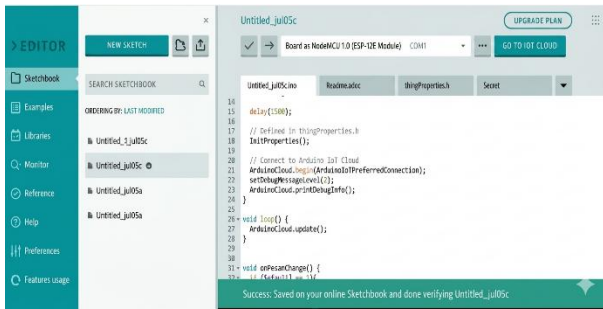 Untitled_jul05c
UPGRADE PLAN
EDITOR
NEW SKETCH
Board as NodeMCU 1.0 (ESP-12E Module) COM1
GO TO IOT CLOUD
Sketchbook
Examples
Libraries
Monitor
Reference
Help
Preferences
Features usage
SEARCH SKETCHBOOK
ORDERING BY: LAST MODIFIED
Untitled_1_jul05c
Untitled_jul05c
Untitled_jul05a
Untitled_jul05a
Untitled_jul05c.ino Readme.adoc thingProperties.h Secret
14
15 delay(1500);
16
17 // Defined in thingProperties.h
18 InitProperties();
19
20 // Connect to Arduino IoT Cloud
21 ArduinoCloud.begin(ArduinoIoTPreferredConnection);
22 setDebugMessageLevel(2);
23 ArduinoCloud.printDebugInfo();
24 }
25
26 void loop() {
27 ArduinoCloud.update();
28 }
29
30
31 void onPesamChange() {
32
Success: Saved on your online Sketchbook and done verifying Untitled_jul05c